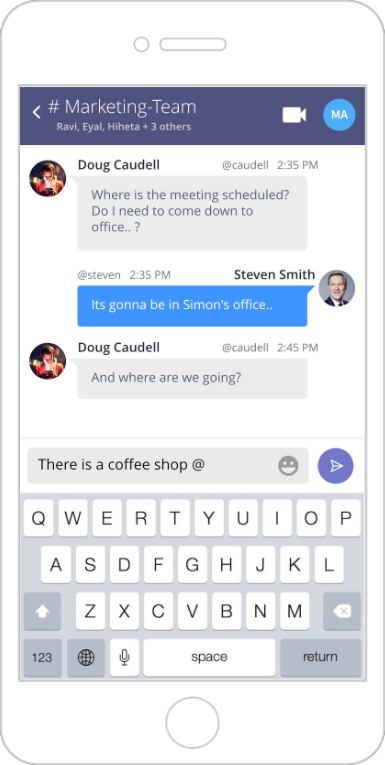 # Marketing-Team
Ravi, Eyal, Hiheta + 3 others
MA
Doug Caudell @caudell 2:35 PM
Where is the meeting scheduled?
Do I need to come down to
office.. ?
@steven 2:35 PM Steven Smith
Its gonna be in Simon's office..
Doug Caudell @caudell 2:45 PM
And where are we going?
There is a coffee shop @
Q W E R T Y U I O P
A S D F G H J K L
Z X C V B N M
123 space return